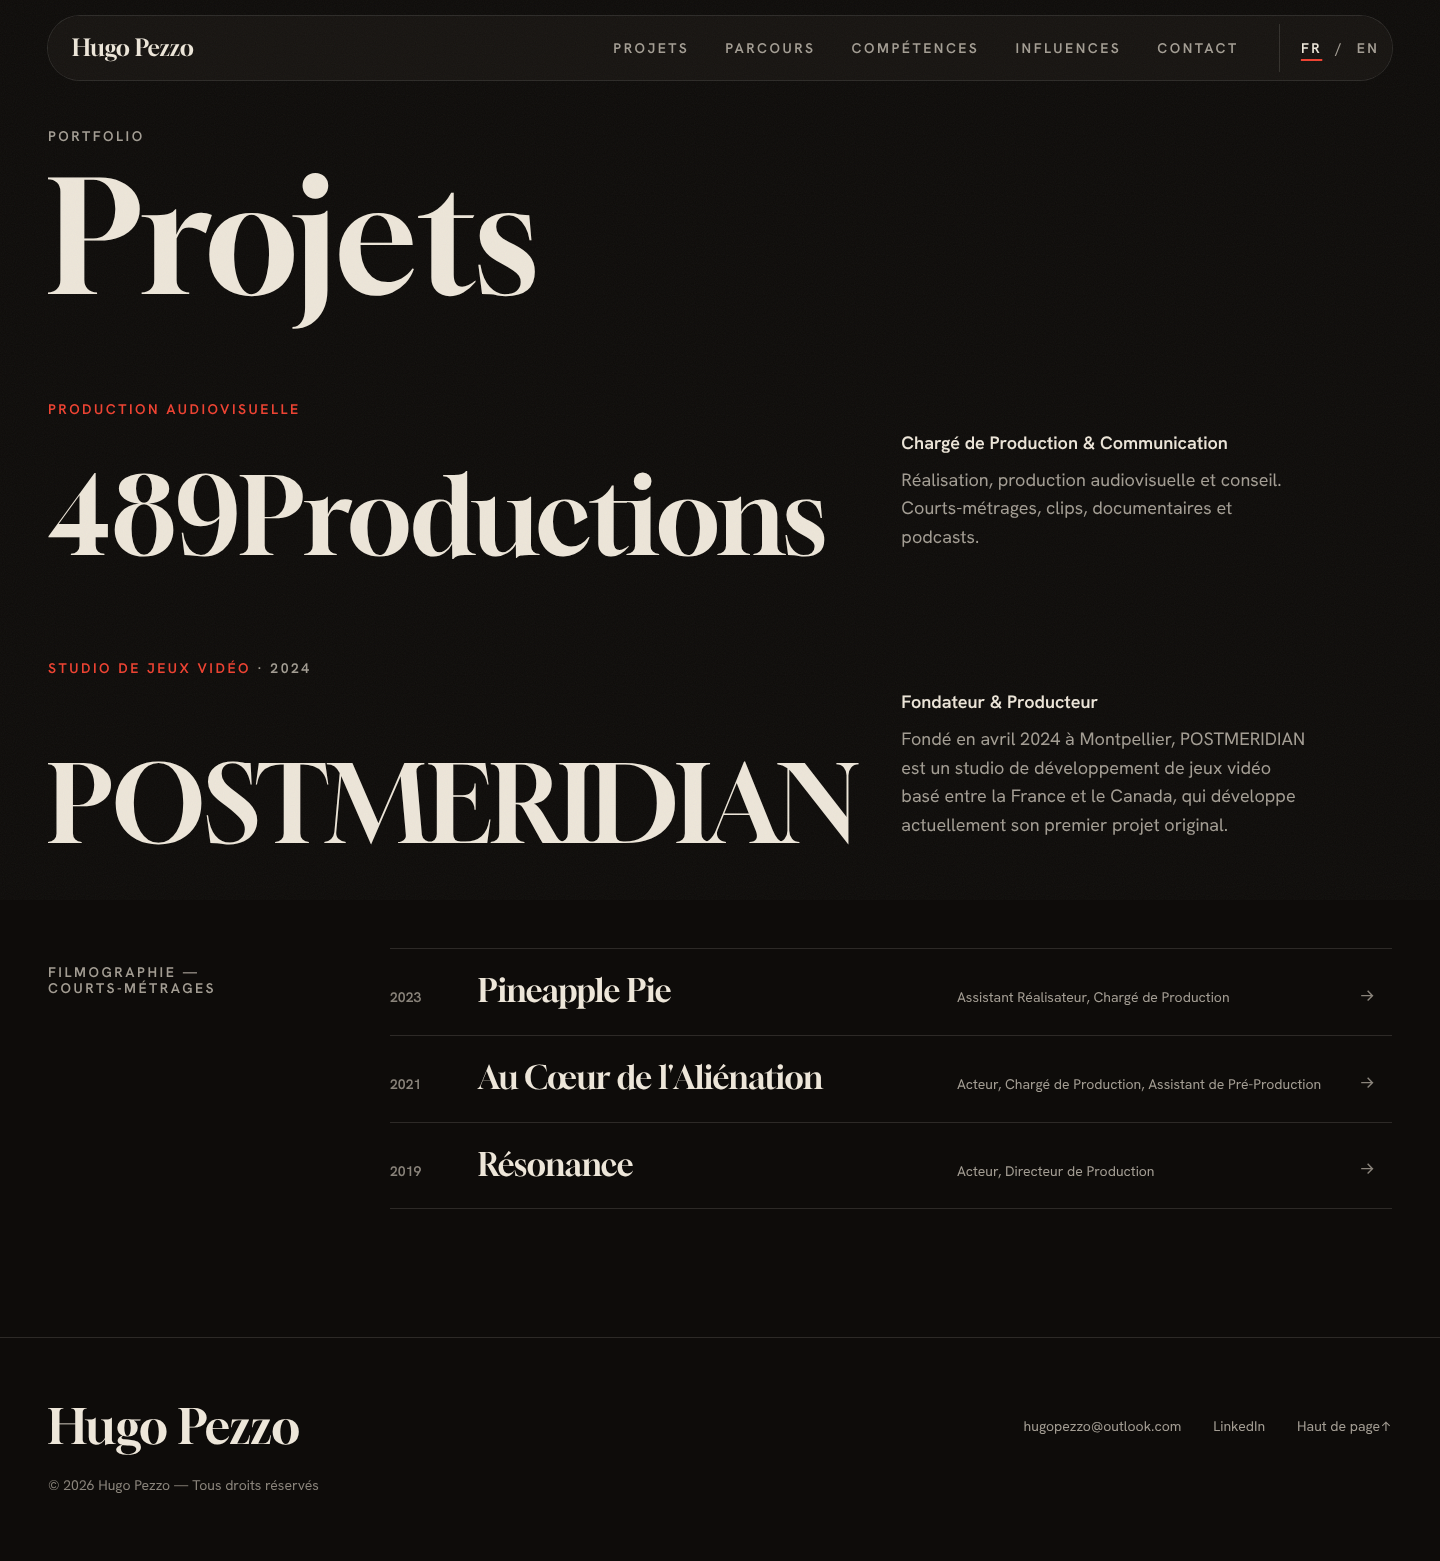 Hugo Pezzo
PROJETS PARCOURS COMPÉTENCES INFLUENCES CONTACT FR / EN
PORTFOLIO
Projets
PRODUCTION AUDIOVISUELLE
489Productions
Chargé de Production & Communication
Réalisation, production audiovisuelle et conseil.
Courts-métrages, clips, documentaires et
podcasts.
STUDIO DE JEUX VIDÉO · 2024
POSTMERIDIAN
Fondateur & Producteur
Fondé en avril 2024 à Montpellier, POSTMERIDIAN
est un studio de développement de jeux vidéo
basé entre la France et le Canada, qui développe
actuellement son premier projet original.
FILMOGRAPHIE —
COURTS-MÉTRAGES
2023 Pineapple Pie Assistant Réalisateur, Chargé de Production →
2021 Au Cœur de l'Aliénation Acteur, Chargé de Production, Assistant de Pré-Production →
2019 Résonance Acteur, Directeur de Production →
Hugo Pezzo
hugopezzo@outlook.com LinkedIn Haut de page↑
© 2026 Hugo Pezzo — Tous droits réservés